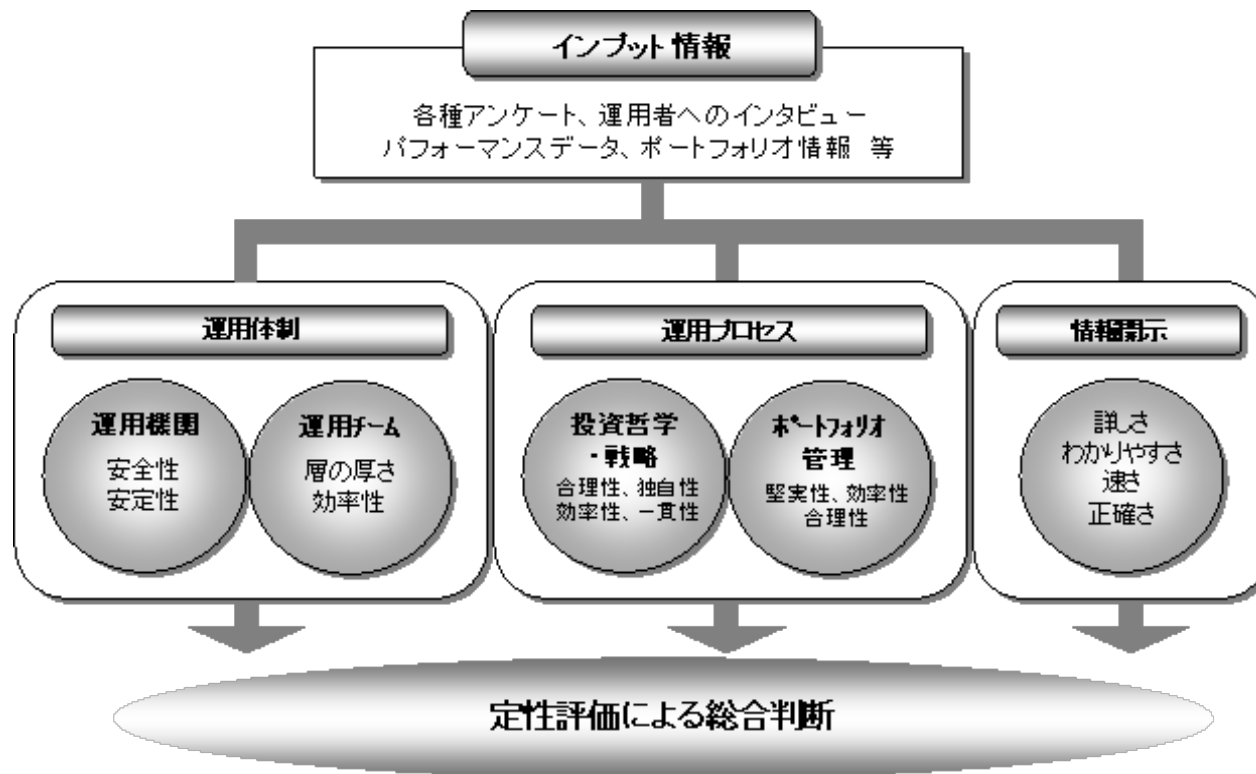 インプット情報
各種アンケート、運用者へのインタビュー
パフォーマンスデータ、ポートフォリオ情報 等
運用体制
運用機関
安全性
安定性
運用チーム
層の厚さ
効率性
運用プロセス
投資哲学
・戦略
合理性、独自性
効率性、一貫性
ポートフォリオ
管理
堅実性、効率性
合理性
情報開示
詳しさ
わかりやすさ
速さ
正確さ
定性評価による総合判断